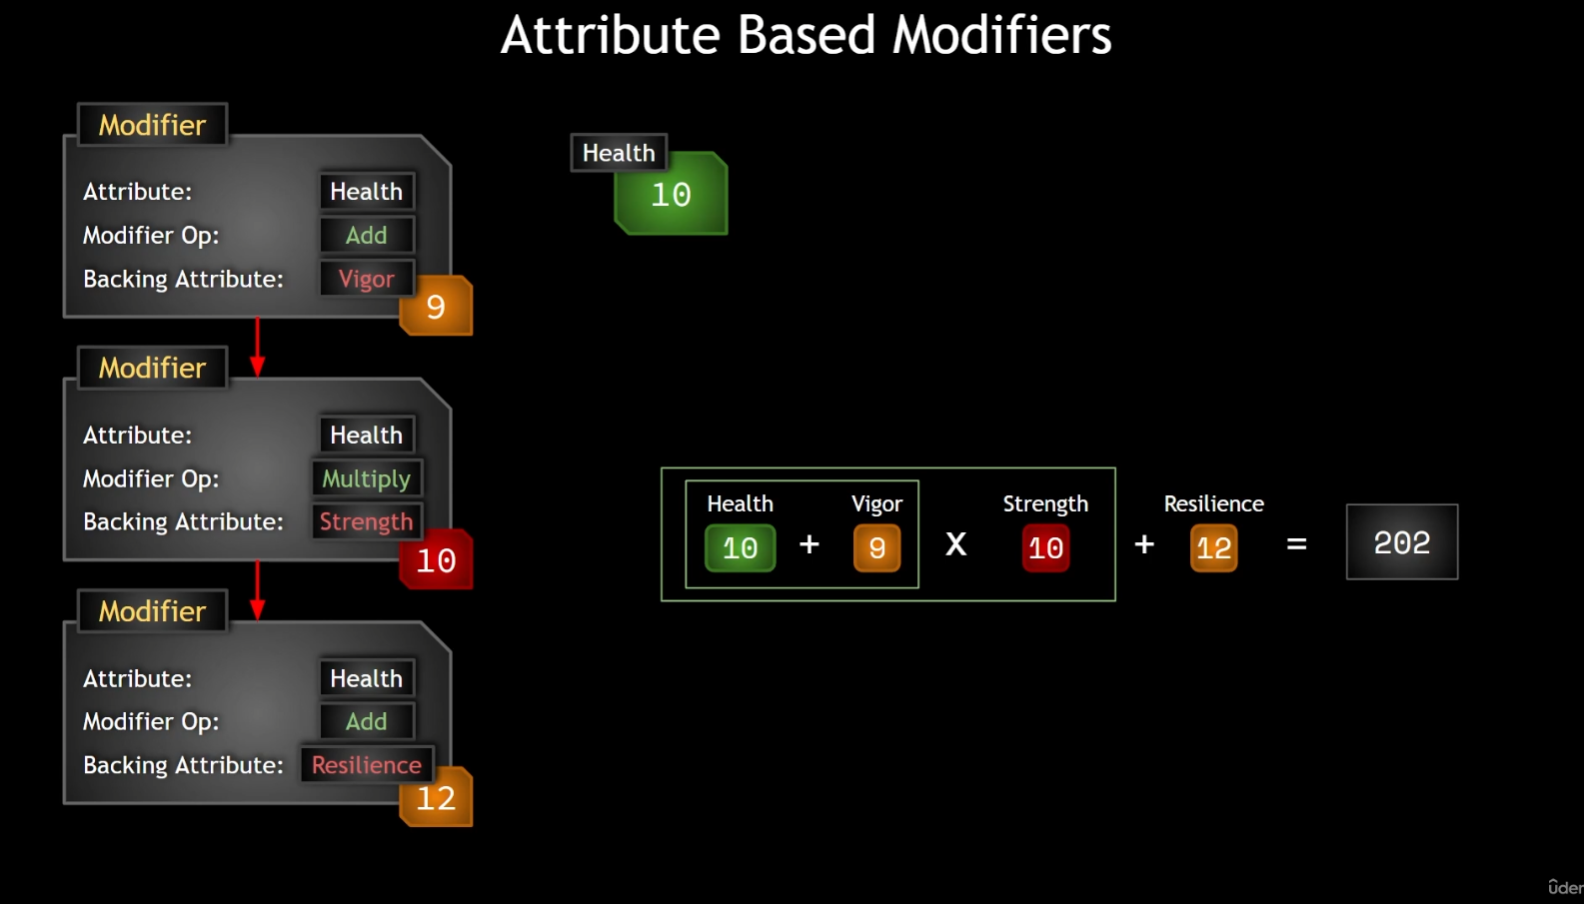 Attribute Based Modifiers
Modifier
Attribute: Health
Modifier Op: Add
Backing Attribute: Vigor
9
Modifier
Attribute: Health
Modifier Op: Multiply
Backing Attribute: Strength
10
Modifier
Attribute: Health
Modifier Op: Add
Backing Attribute: Resilience
12
Health
10
Health Vigor Strength Resilience
10 + 9 X 10 + 12 = 202